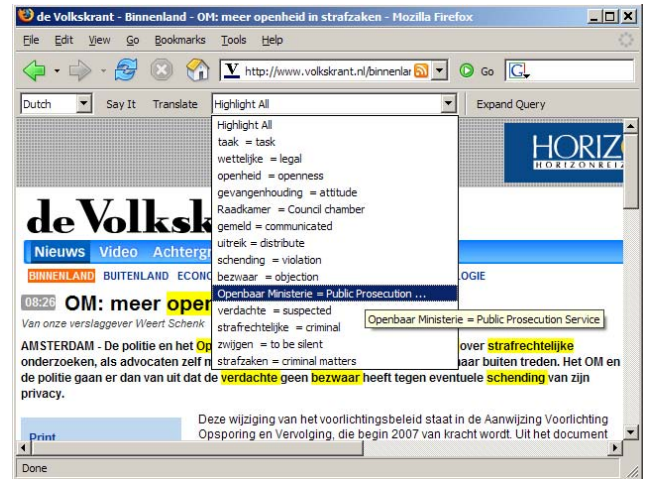 de Volkskrant - Binnenland - OM: meer openheid in strafzaken - Mozilla Firefox
File Edit View Go Bookmarks Tools Help
http://www.volkskrant.nl/binnenlar Go G
Dutch Say It Translate Highlight All Expand Query
Highlight All
taak = task
wettelijke = legal
openheid = openness
gevangenhouding = attitude
Raadkamer = Council chamber
gemeld = communicated
uitreik = distribute
schending = violation
bezwaar = objection
Openbaar Ministerie = Public Prosecution ...
verdachte = suspected
strafrechtelijke = criminal
zwijgen = to be silent
strafzaken = criminal matters
Openbaar Ministerie = Public Prosecution Service
HORIZ
HORIZONREIZ
de Volksk
Nieuws Video Achtergr
BINNENLAND BUITENLAND ECONO LOGIE
08:26 OM: meer oper
Van onze verslaggever Weert Schenk
AMSTERDAM - De politie en het Op over strafrechtelijke
onderzoeken, als advocaten zelf n naar buiten treden. Het OM en
de politie gaan er dan van uit dat de verdachte geen bezwaar heeft tegen eventuele schending van zijn
privacy.
Print
Deze wijziging van het voorlichtingsbeleid staat in de Aanwijzing Voorlichting
Opsporing en Vervolging, die begin 2007 van kracht wordt. Uit het document
Done